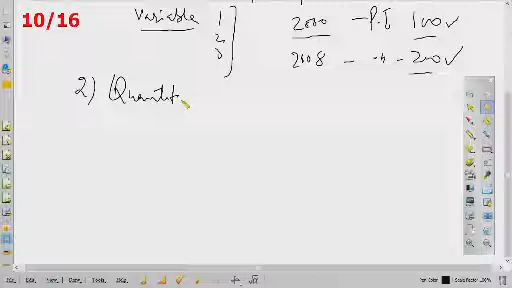 10/16
Variable 1 2000 - P.I 100✓
2
3 2008 - " - 200✓
2) Quantit